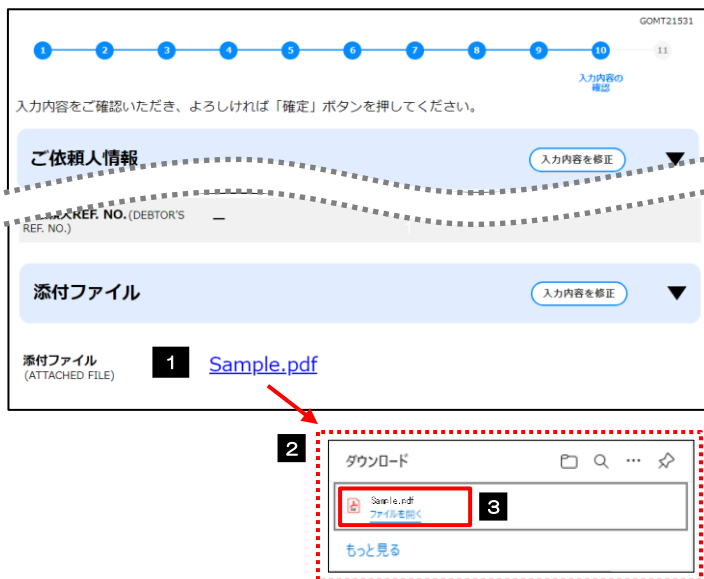 GOMT21531
1 2 3 4 5 6 7 8 9 10 11
入力内容の
確認
入力内容をご確認いただき、よろしければ「確定」ボタンを押してください。
ご依頼人情報 入力内容を修正 ▼
REF. NO.(DEBTOR'S —
REF. NO.)
添付ファイル 入力内容を修正 ▼
添付ファイル 1 Sample.pdf
(ATTACHED FILE)
2
ダウンロード …
Sample.pdf 3
ファイルを開く
もっと見る